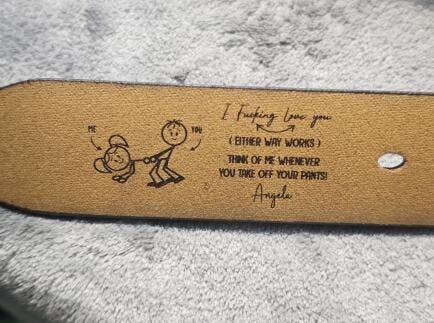 ME
YOU
I Fucking Love you
( EITHER WAY WORKS )
THINK OF ME WHENEVER
YOU TAKE OFF YOUR PANTS!
Angela